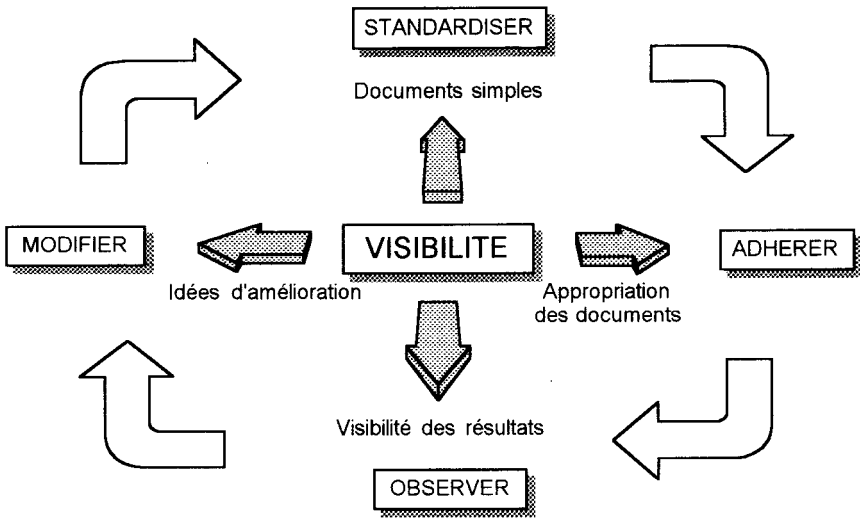 STANDARDISER
Documents simples
MODIFIER
VISIBILITE
ADHERER
Idées d'amélioration
Appropriation
des documents
Visibilité des résultats
OBSERVER